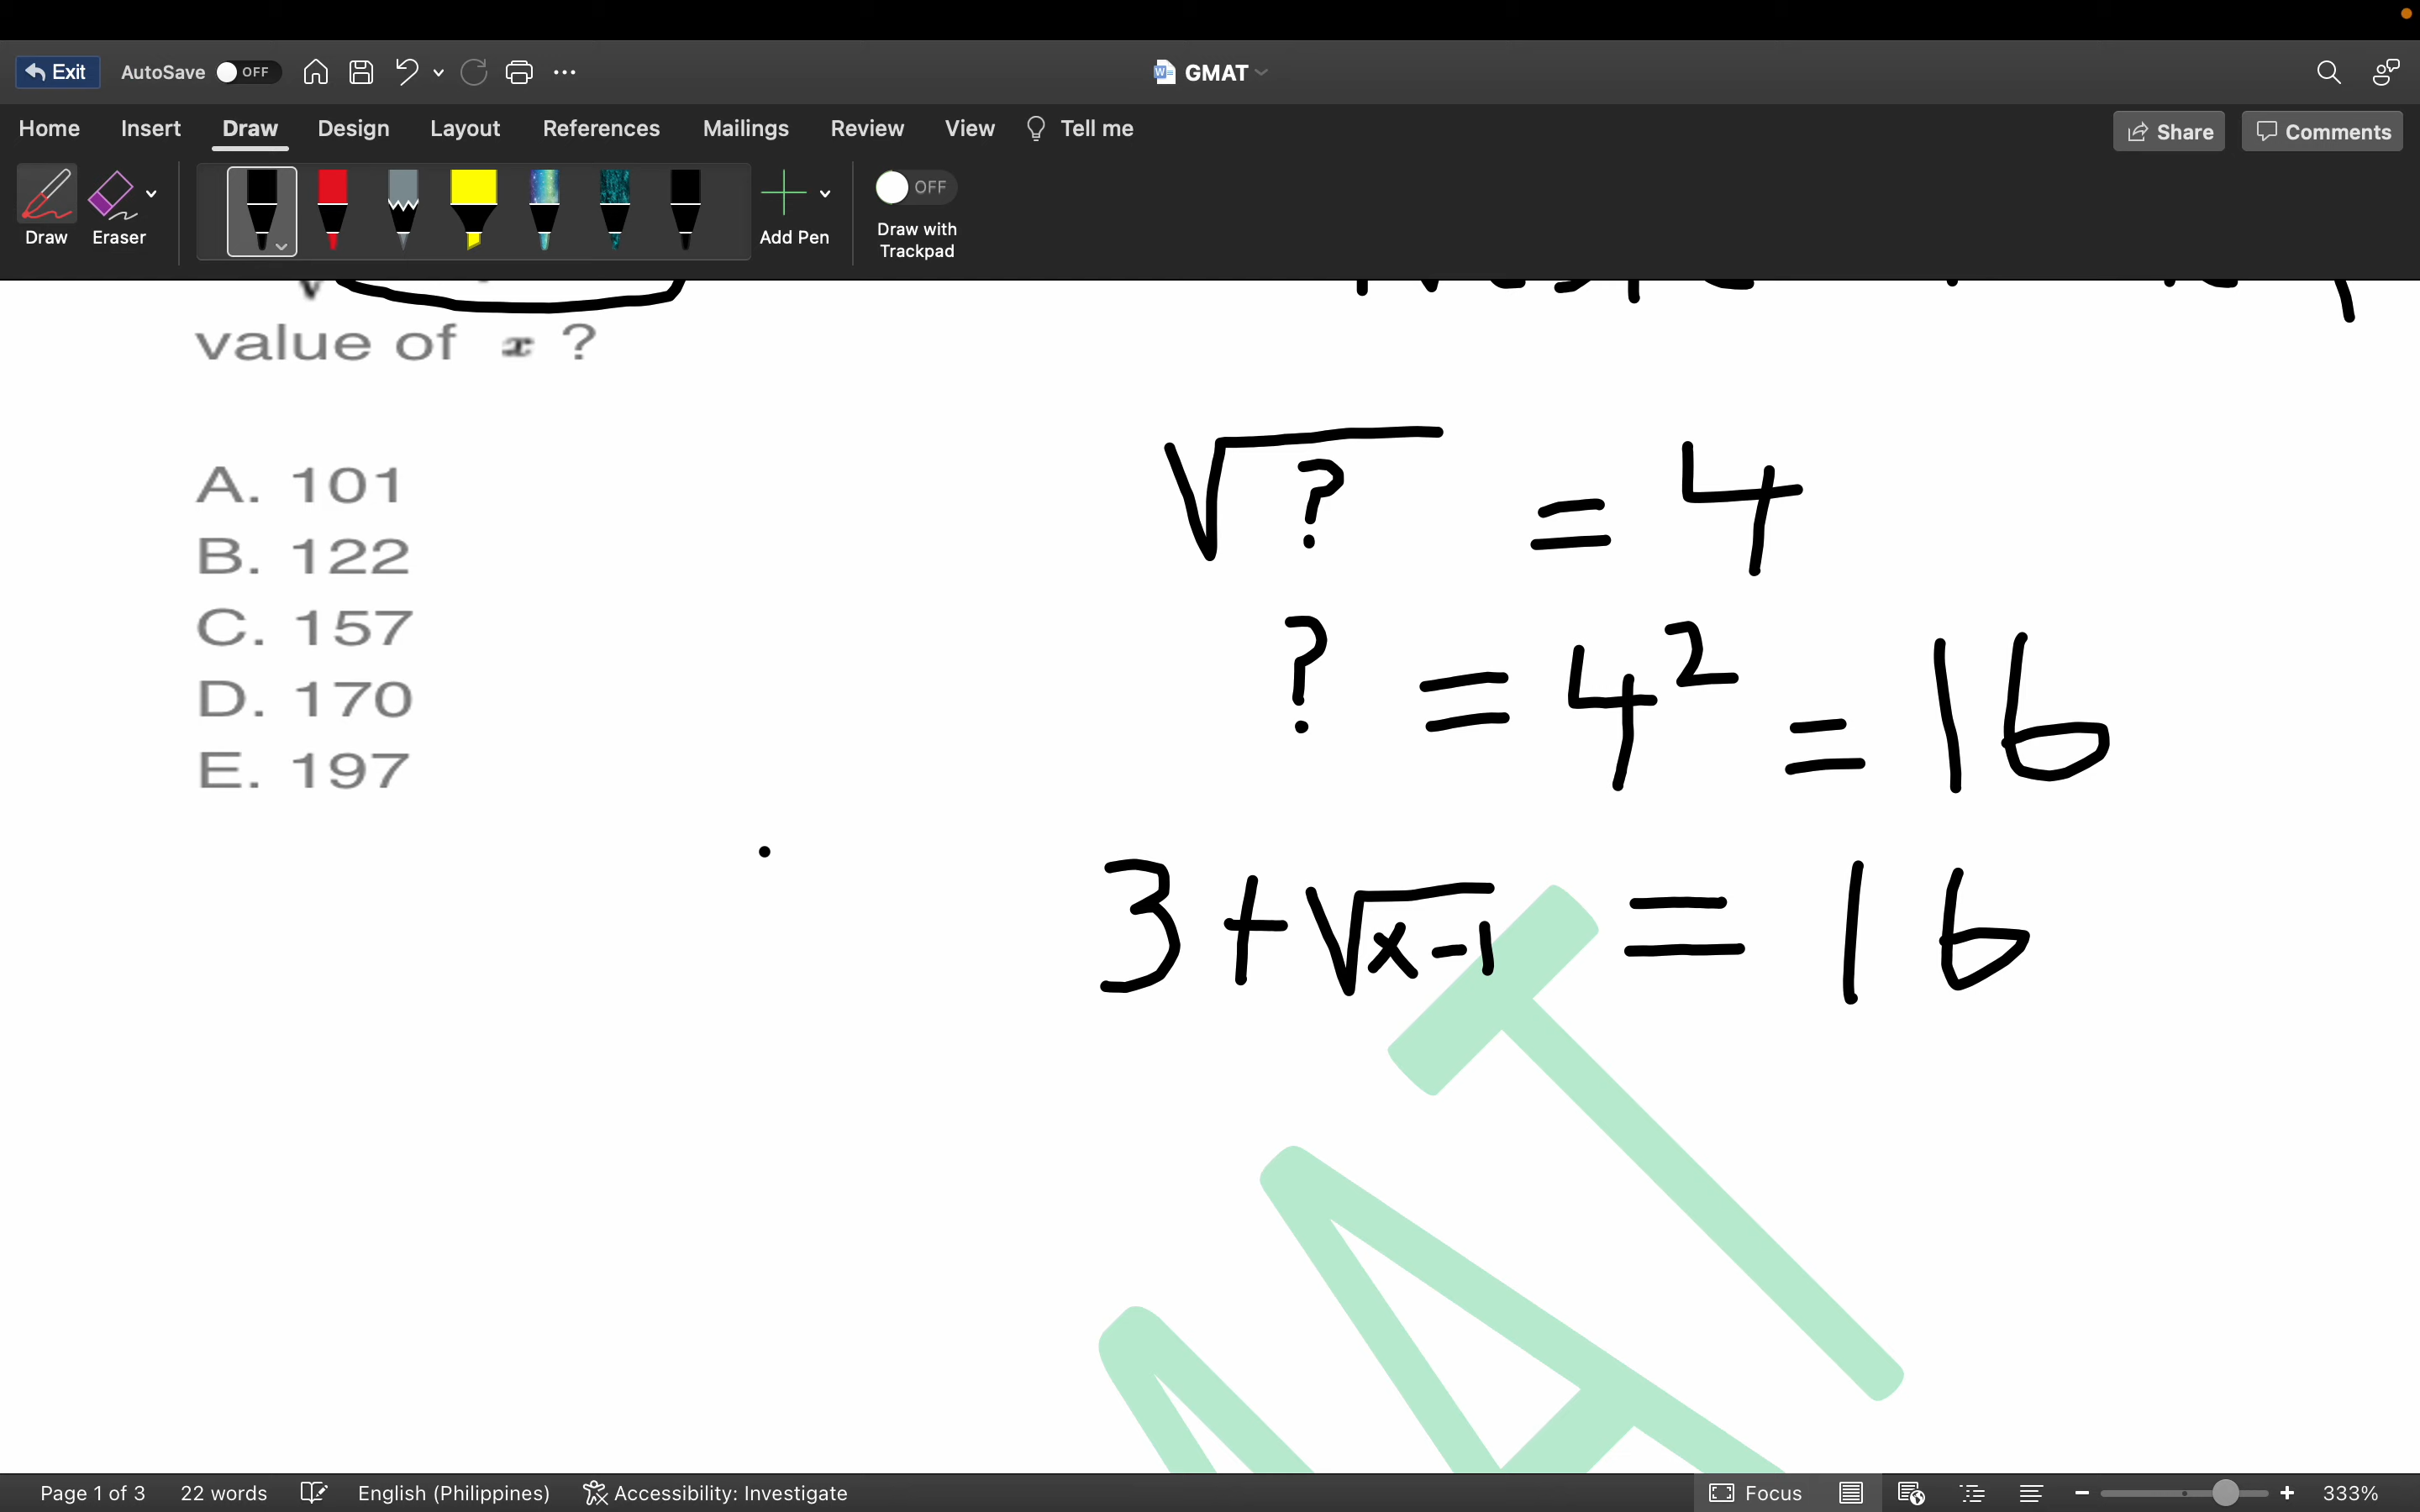 Exit AutoSave OFF GMAT
Home Insert Draw Design Layout References Mailings Review View Tell me Share Comments
OFF
Draw Eraser Add Pen Draw with
Trackpad
value of x ?
A. 101
B. 122
C. 157
D. 170
E. 197
√? = 4
? = 4² = 16
3 + √x-1 = 16
Page 1 of 3 22 words English (Philippines) Accessibility: Investigate Focus 333%